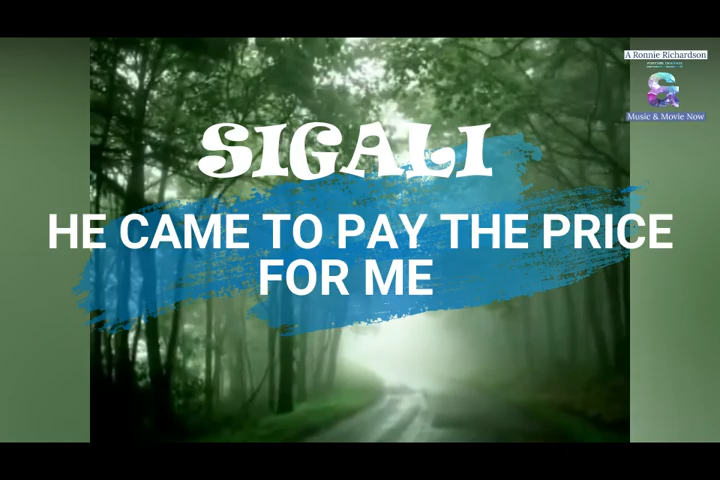 A Ronnie Richardson
Music & Movie Now
SIGALI
HE CAME TO PAY THE PRICE
FOR ME